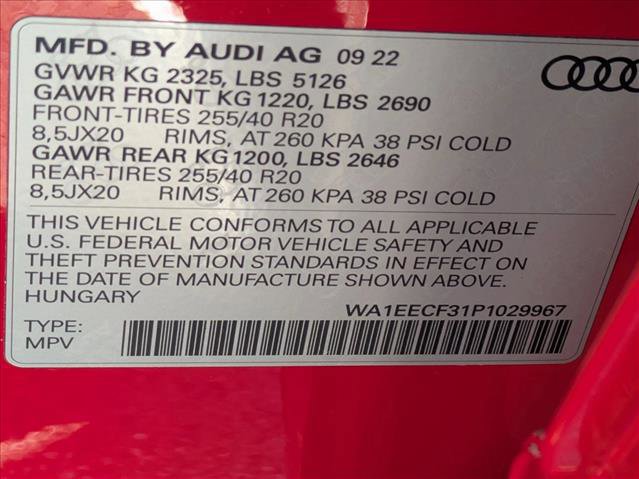 MFD. BY AUDI AG 09 22
GVWR KG 2325, LBS 5126
GAWR FRONT KG 1220, LBS 2690
FRONT-TIRES 255/40 R20
8,5JX20 RIMS, AT 260 KPA 38 PSI COLD
GAWR REAR KG 1200, LBS 2646
REAR-TIRES 255/40 R20
8,5JX20 RIMS, AT 260 KPA 38 PSI COLD
THIS VEHICLE CONFORMS TO ALL APPLICABLE
U.S. FEDERAL MOTOR VEHICLE SAFETY AND
THEFT PREVENTION STANDARDS IN EFFECT ON
THE DATE OF MANUFACTURE SHOWN ABOVE.
HUNGARY WA1EECF31P1029967
TYPE:
MPV